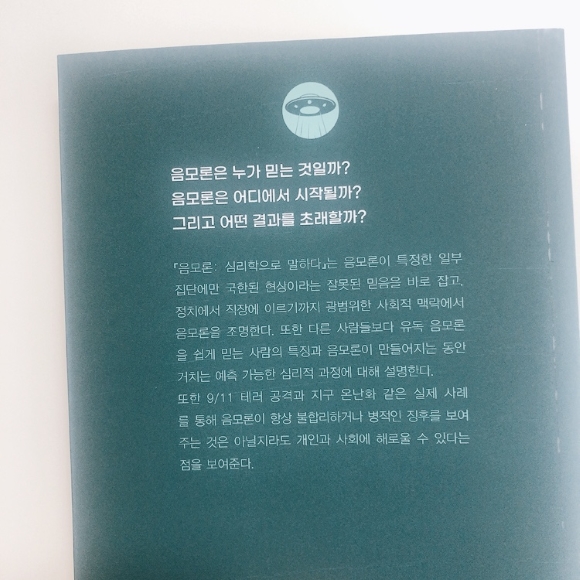 음모론은 누가 믿는 것일까?
음모론은 어디에서 시작될까?
그리고 어떤 결과를 초래할까?
『음모론: 심리학으로 말하다』는 음모론이 특정한 일부
집단에만 국한된 현상이라는 잘못된 믿음을 바로 잡고,
정치에서 직장에 이르기까지 광범위한 사회적 맥락에서
음모론을 조명한다. 또한 다른 사람들보다 유독 음모론
을 쉽게 믿는 사람의 특징과 음모론이 만들어지는 동안
거치는 예측 가능한 심리적 과정에 대해 설명한다.
또한 9/11 테러 공격과 지구 온난화 같은 실제 사례
를 통해 음모론이 항상 불합리하거나 병적인 징후를 보여
주는 것은 아닐지라도 개인과 사회에 해로울 수 있다는
점을 보여준다.